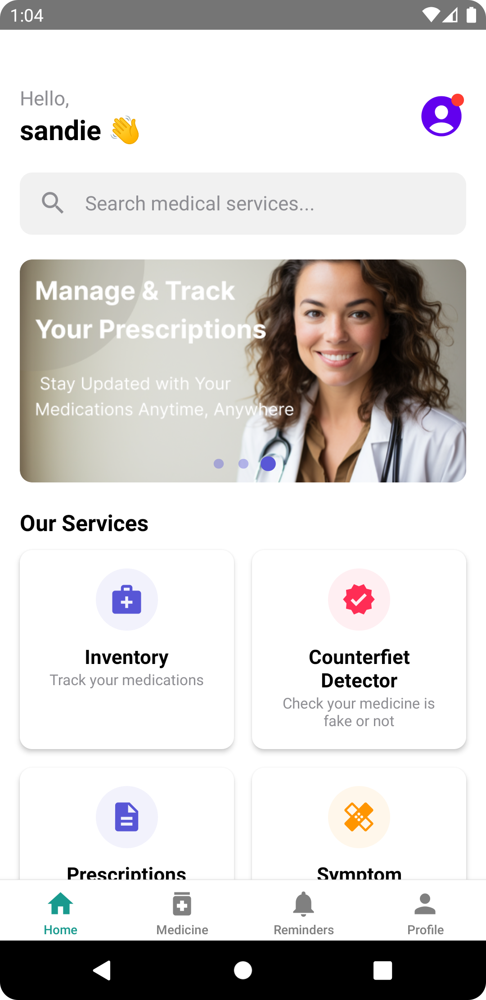 1:04
Hello,
sandie 👋
Search medical services...
Manage & Track
Your Prescriptions
Stay Updated with Your
Medications Anytime, Anywhere
Our Services
Inventory
Track your medications
Counterfiet
Detector
Check your medicine is
fake or not
Prescriptions
Symptom
Home
Medicine
Reminders
Profile